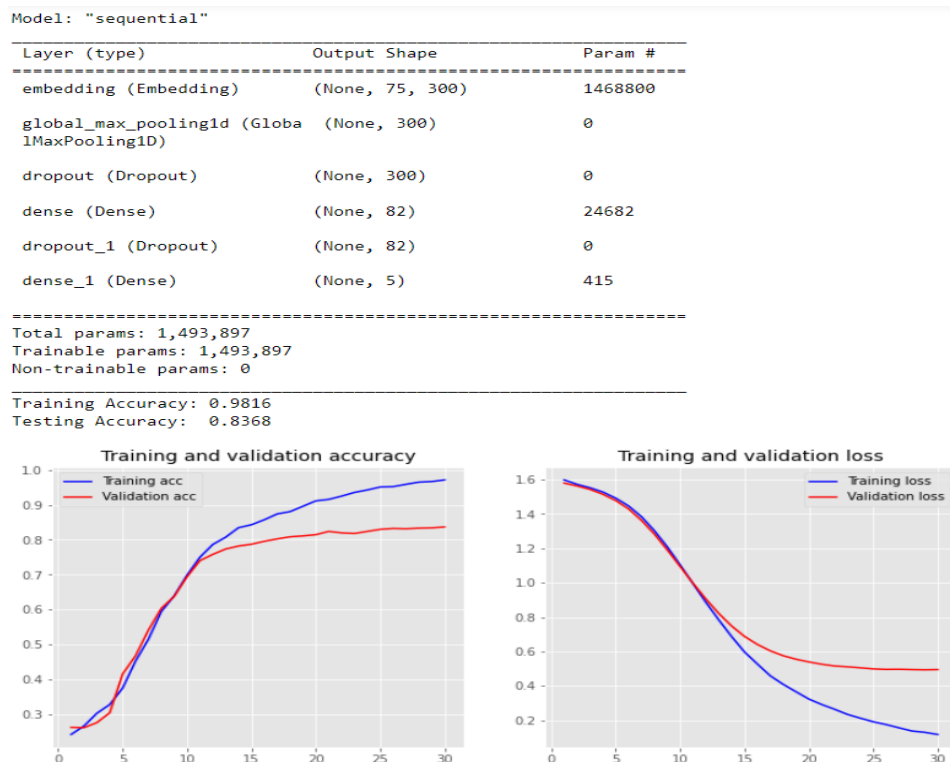 Model: "sequential"
Layer (type) Output Shape Param #
embedding (Embedding) (None, 75, 300) 1468800
global_max_pooling1d (Globa (None, 300) 0
lMaxPooling1D)
dropout (Dropout) (None, 300) 0
dense (Dense) (None, 82) 24682
dropout_1 (Dropout) (None, 82) 0
dense_1 (Dense) (None, 5) 415
Total params: 1,493,897
Trainable params: 1,493,897
Non-trainable params: 0
Training Accuracy: 0.9816
Testing Accuracy: 0.8368
Training and validation accuracy
Training acc
Validation acc
1.0
0.9
0.8
0.7
0.6
0.5
0.4
0.3
0 5 10 15 20 25 30
Training and validation loss
Training loss
Validation loss
1.6
1.4
1.2
1.0
0.8
0.6
0.4
0.2
0 5 10 15 20 25 30